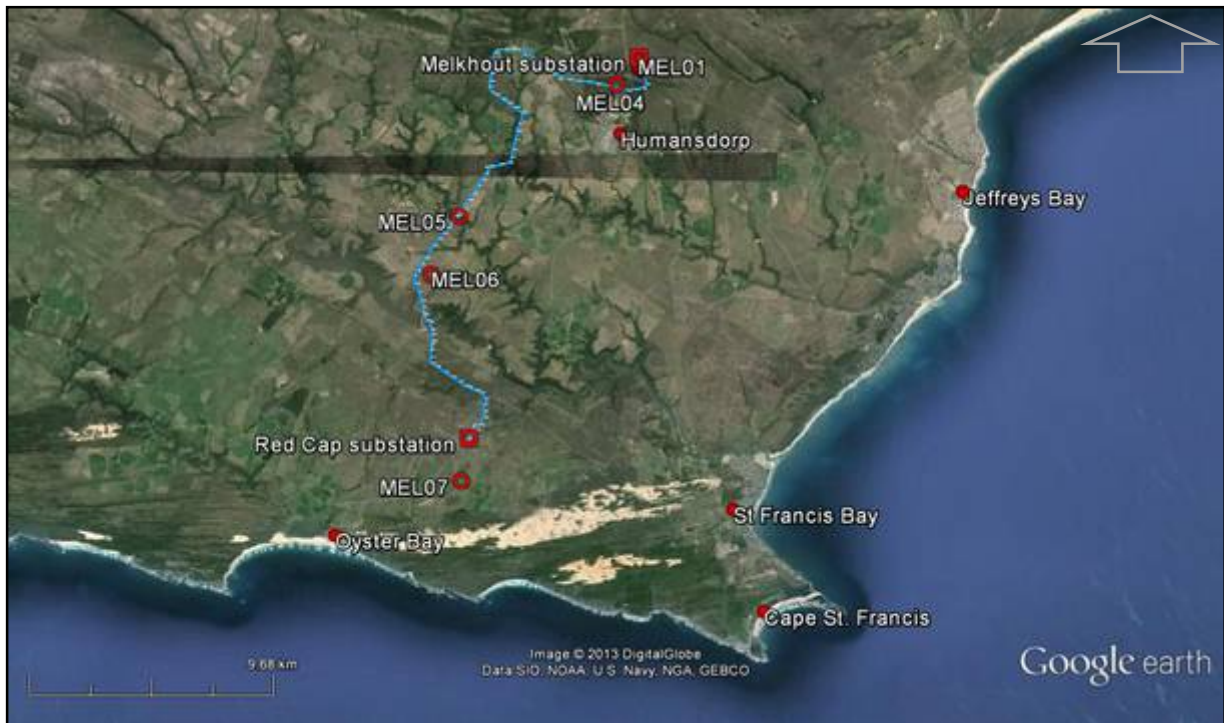 Melkhout substation
MEL01
MEL04
Humansdorp
Jeffreys Bay
MEL05
MEL06
Red Cap substation
MEL07
St Francis Bay
Oyster Bay
Cape St. Francis
9.68 km
Image © 2013 DigitalGlobe
Data SIO, NOAA, U.S. Navy, NGA, GEBCO
Google earth